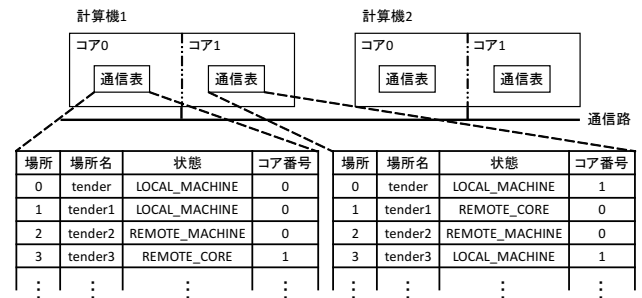 計算機1 計算機2
コア0 コア1 コア0 コア1
通信表 通信表 通信表 通信表
通信路
場所 場所名 状態 コア番号
0 tender LOCAL_MACHINE 0
1 tender1 LOCAL_MACHINE 0
2 tender2 REMOTE_MACHINE 0
3 tender3 REMOTE_CORE 1
⋮ ⋮ ⋮ ⋮
場所 場所名 状態 コア番号
0 tender LOCAL_MACHINE 1
1 tender1 REMOTE_CORE 0
2 tender2 REMOTE_MACHINE 0
3 tender3 LOCAL_MACHINE 1
⋮ ⋮ ⋮ ⋮